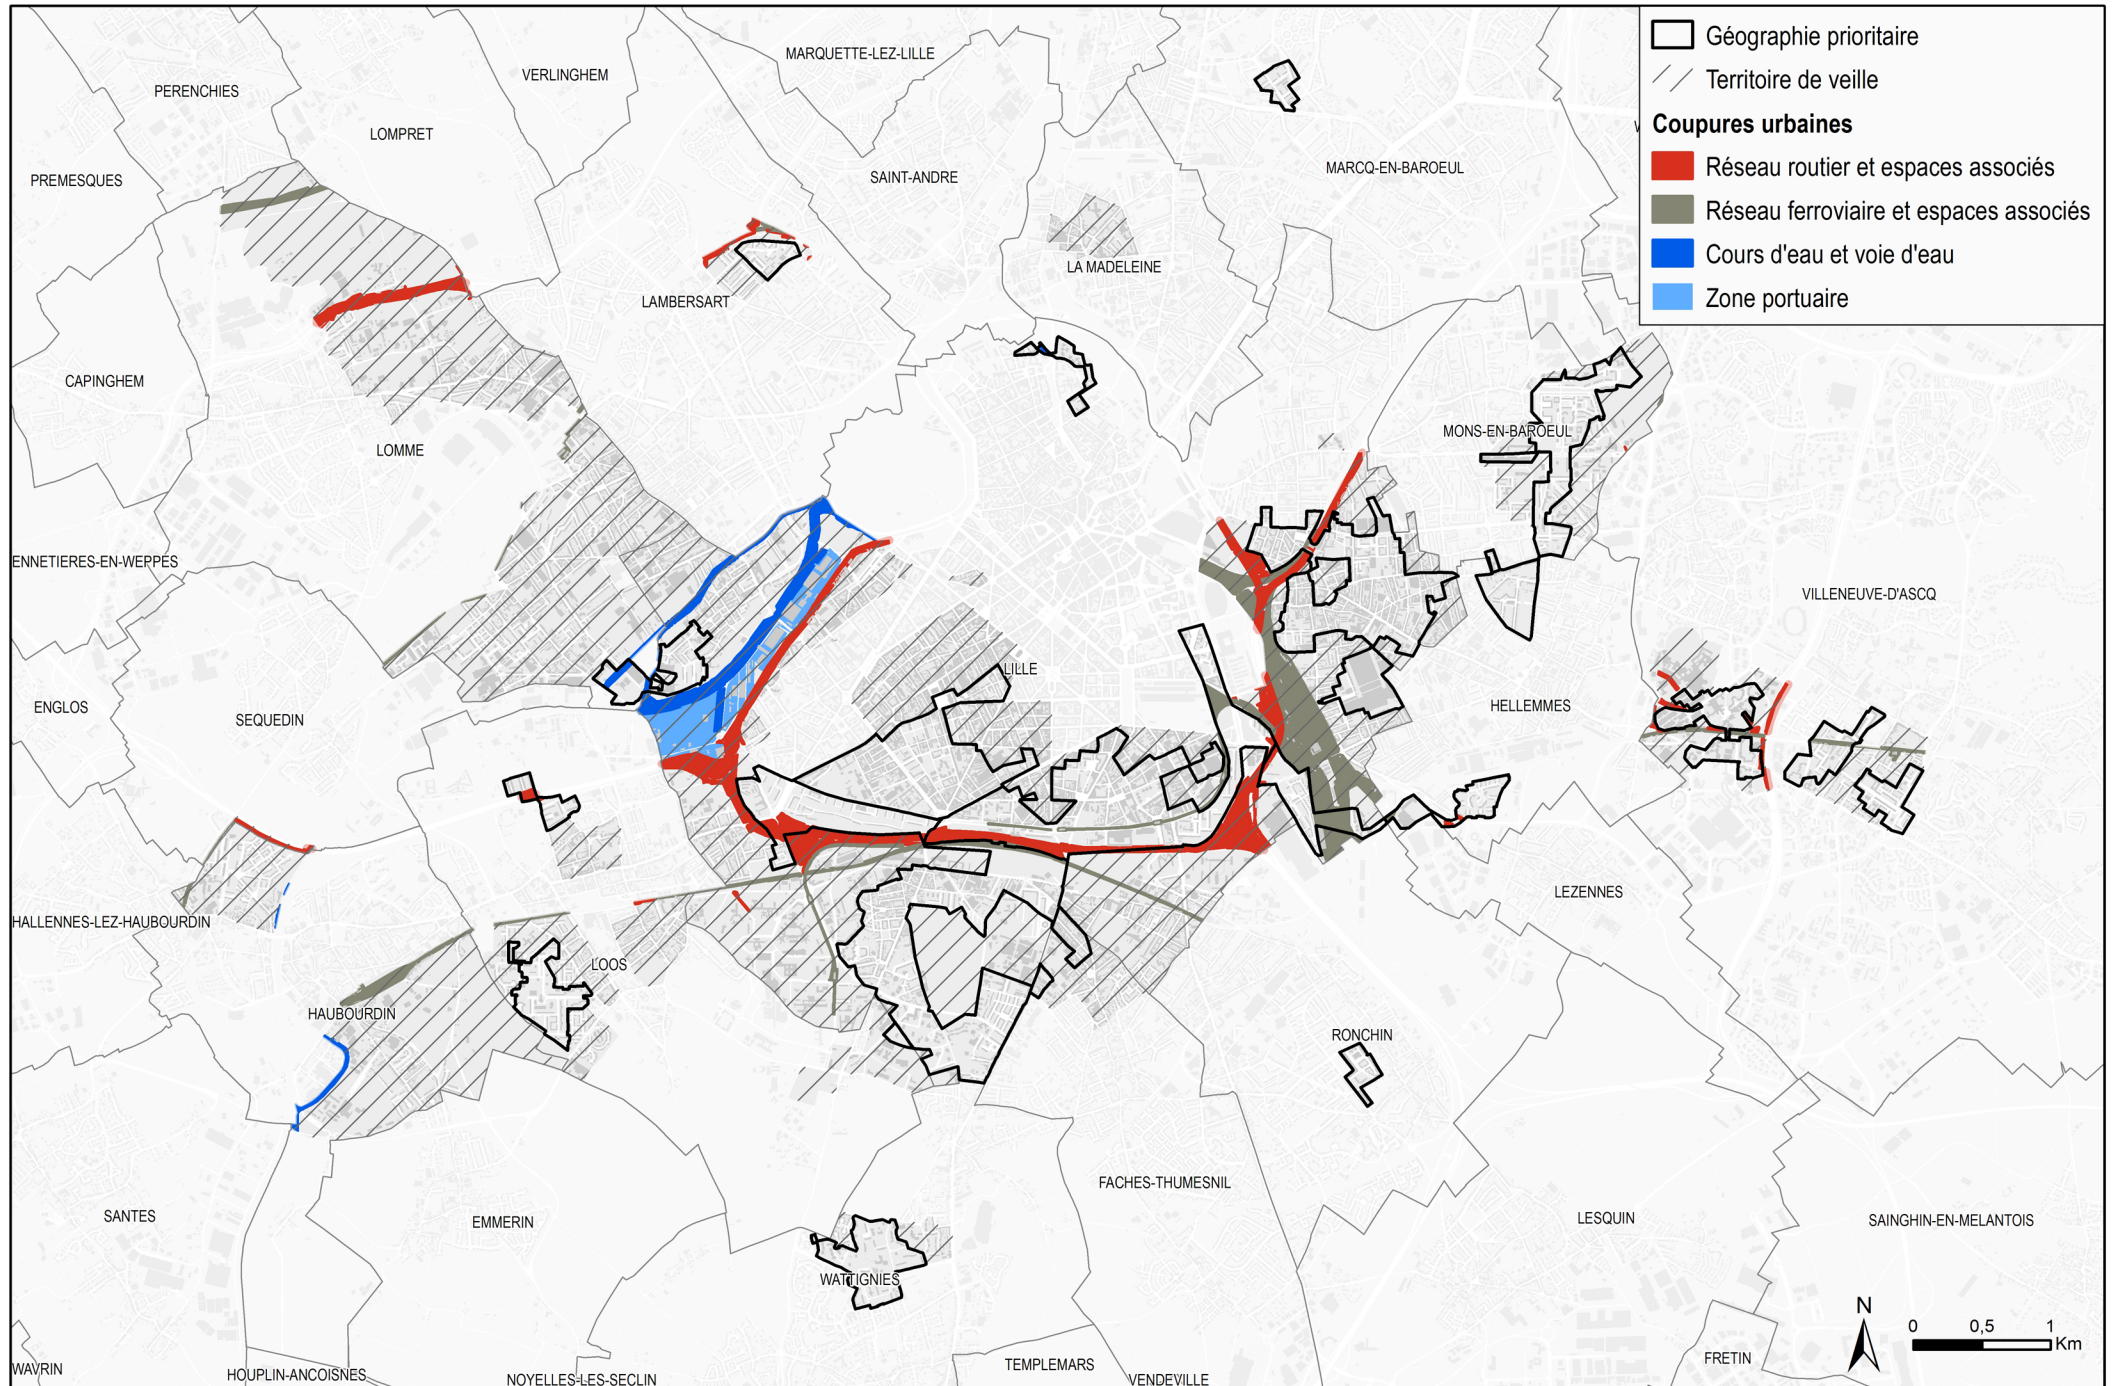 Géographie prioritaire
Territoire de veille
Coupures urbaines
Réseau routier et espaces associés
Réseau ferroviaire et espaces associés
Cours d'eau et voie d'eau
Zone portuaire
MARQUETTE-LEZ-LILLE
VERLINGHEM
PERENCHIES
LOMPRET
MARCQ-EN-BAROEUL
SAINT-ANDRE
PREMESQUES
LA MADELEINE
LAMBERSART
CAPINGHEM
MONS-EN-BAROEUL
LOMME
ENNETIERES-EN-WEPPES
VILLENEUVE-D'ASCQ
LILLE
ENGLOS
HELLEMMES
SEQUEDIN
LEZENNES
HALLENNES-LEZ-HAUBOURDIN
LOOS
HAUBOURDIN
RONCHIN
FACHES-THUMESNIL
SANTES
LESQUIN
EMMERIN
SAINGHIN-EN-MELANTOIS
WATTIGNIES
N
0 0,5 1
Km
FRETIN
TEMPLEMARS
WAVRIN
HOUPLIN-ANCOISNES
NOYELLES-LES-SECLIN
VENDEVILLE